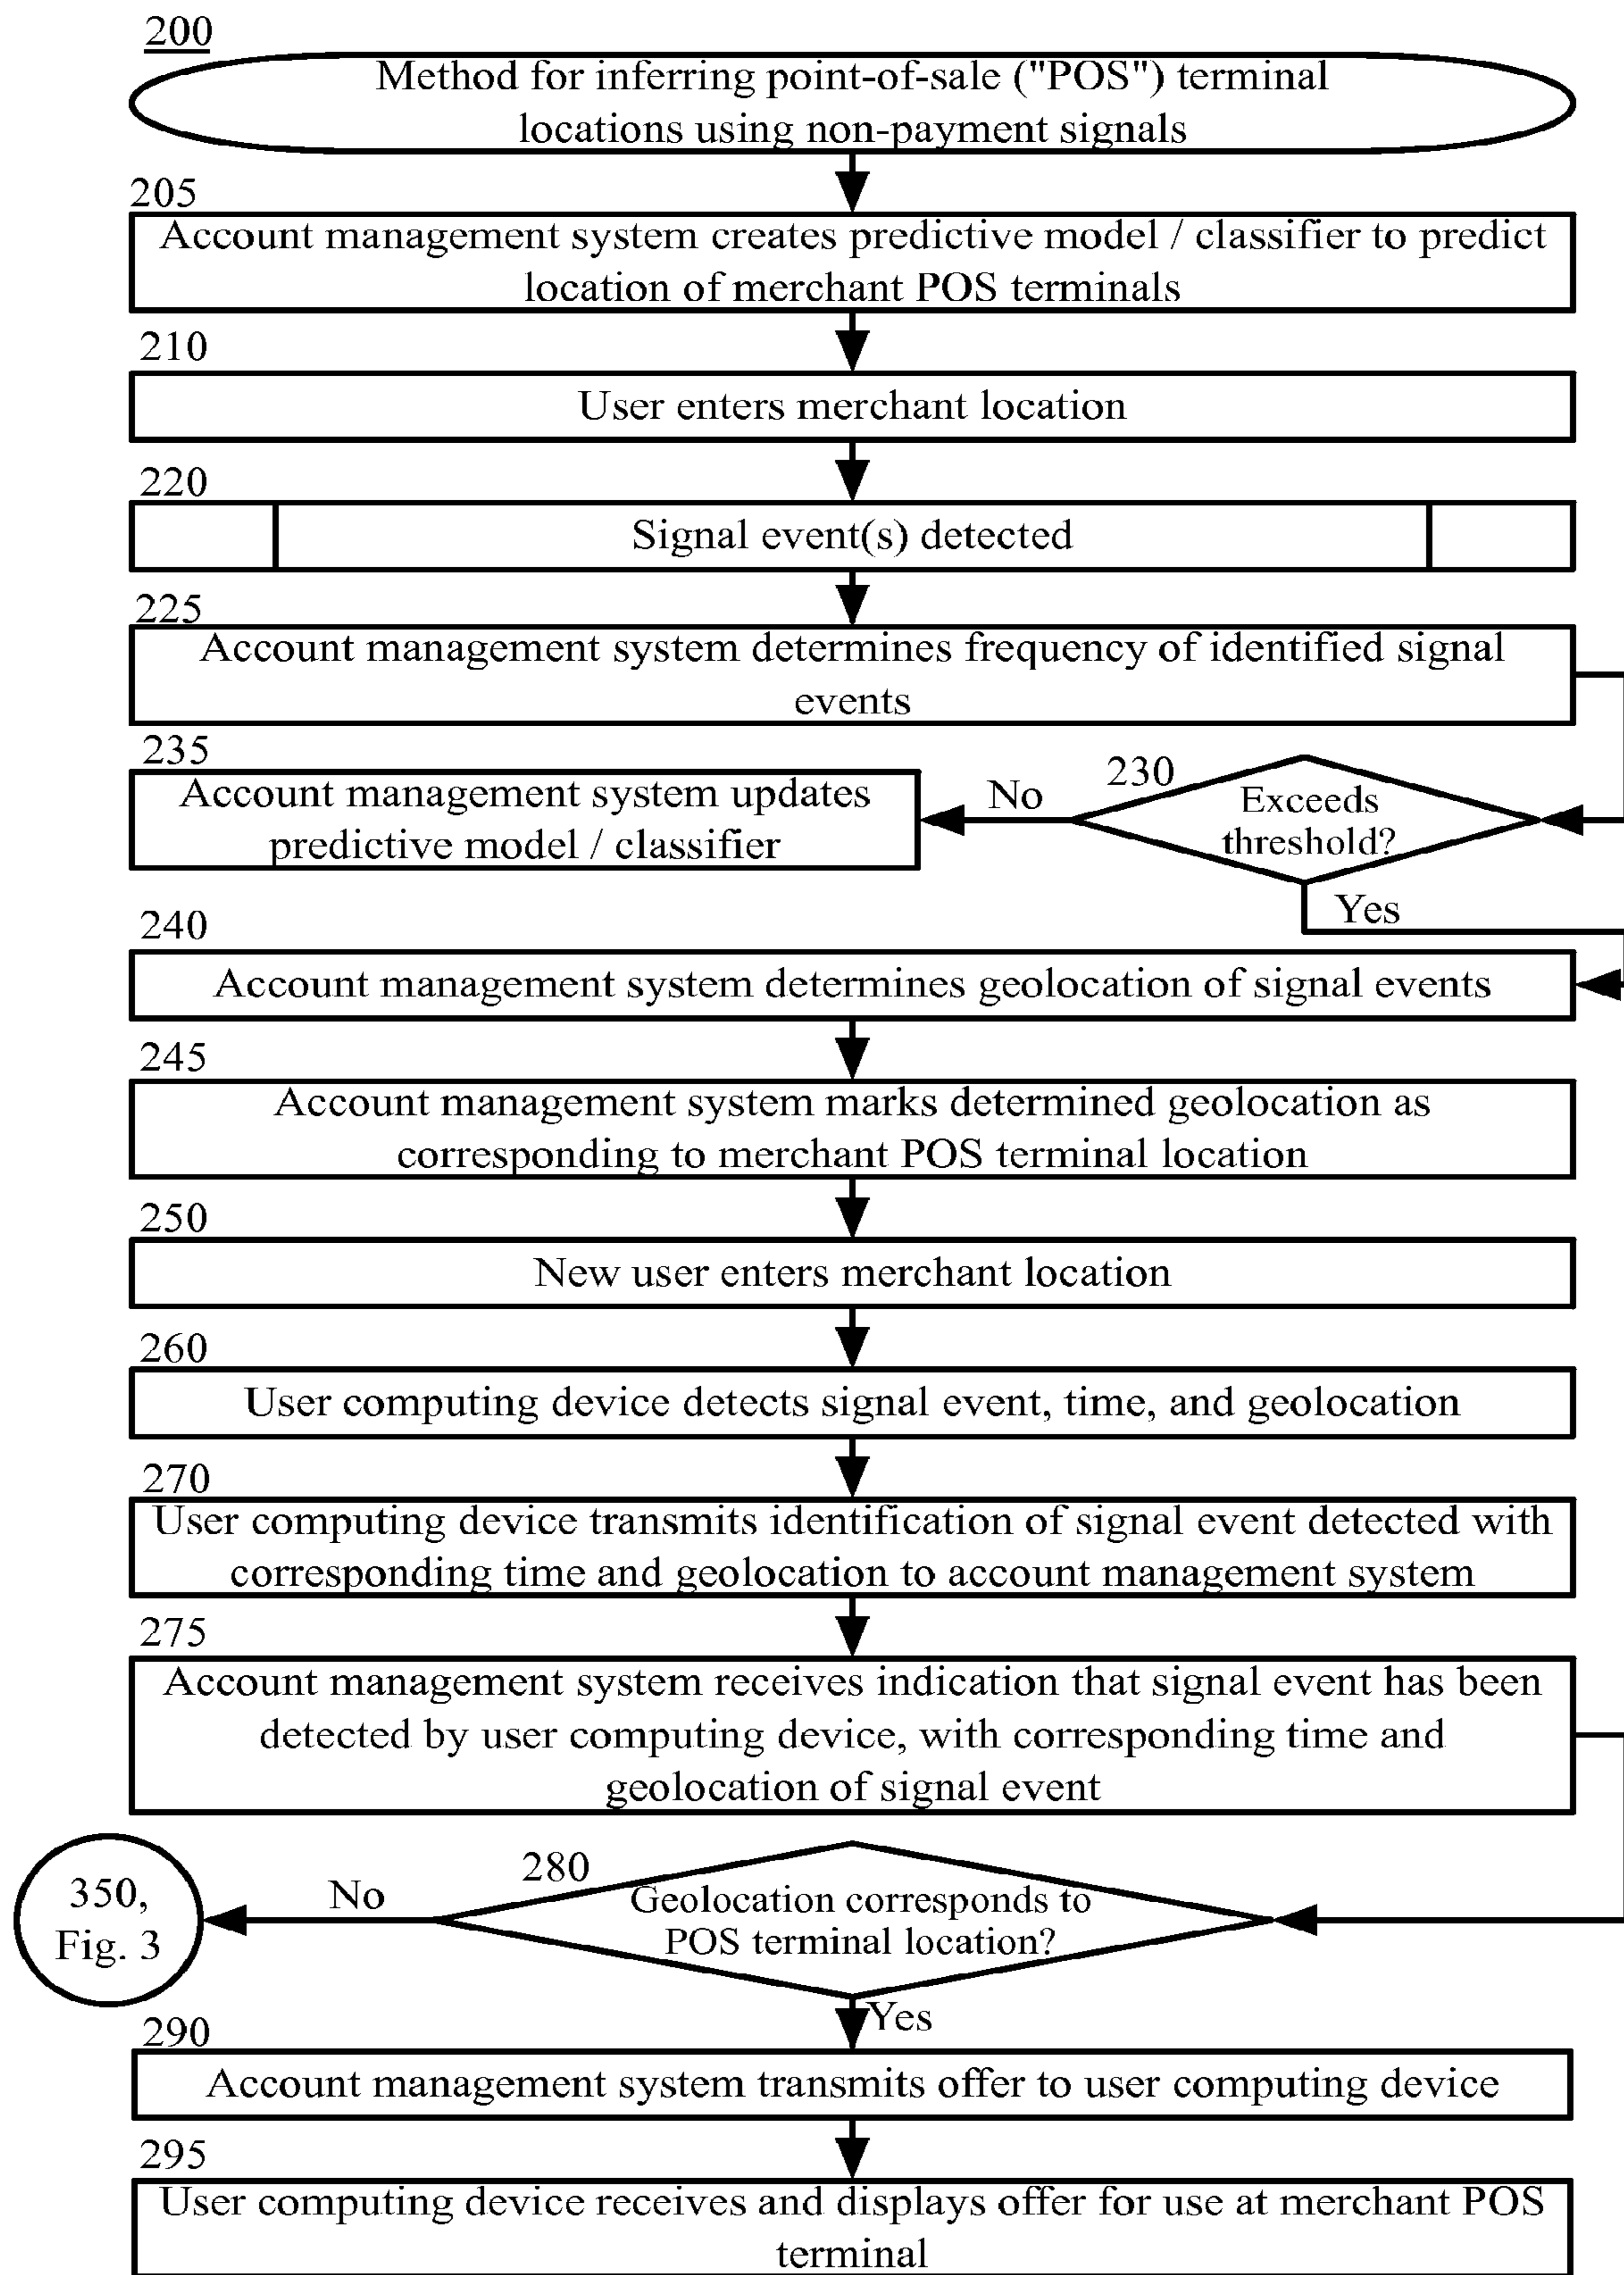 200
Method for inferring point-of-sale ("POS") terminal
locations using non-payment signals
205
Account management system creates predictive model / classifier to predict
location of merchant POS terminals
210
User enters merchant location
220
Signal event(s) detected
225
Account management system determines frequency of identified signal
events
235
Account management system updates
predictive model / classifier
No
230
Exceeds
threshold?
Yes
240
Account management system determines geolocation of signal events
245
Account management system marks determined geolocation as
corresponding to merchant POS terminal location
250
New user enters merchant location
260
User computing device detects signal event, time, and geolocation
270
User computing device transmits identification of signal event detected with
corresponding time and geolocation to account management system
275
Account management system receives indication that signal event has been
detected by user computing device, with corresponding time and
geolocation of signal event
350,
Fig. 3
No
280
Geolocation corresponds to
POS terminal location?
Yes
290
Account management system transmits offer to user computing device
295
User computing device receives and displays offer for use at merchant POS
terminal